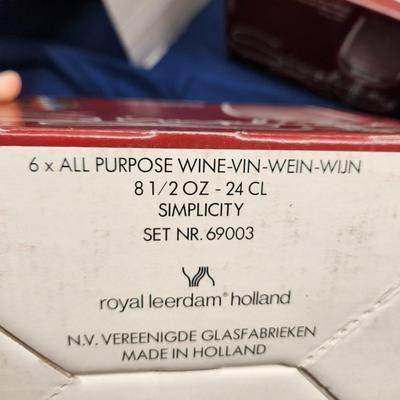 6 x ALL PURPOSE WINE-VIN-WEIN-WIJN
8 1/2 OZ - 24 CL
SIMPLICITY
SET NR. 69003
royal leerdam® holland
N.V. VEREENIGDE GLASFABRIEKEN
MADE IN HOLLAND